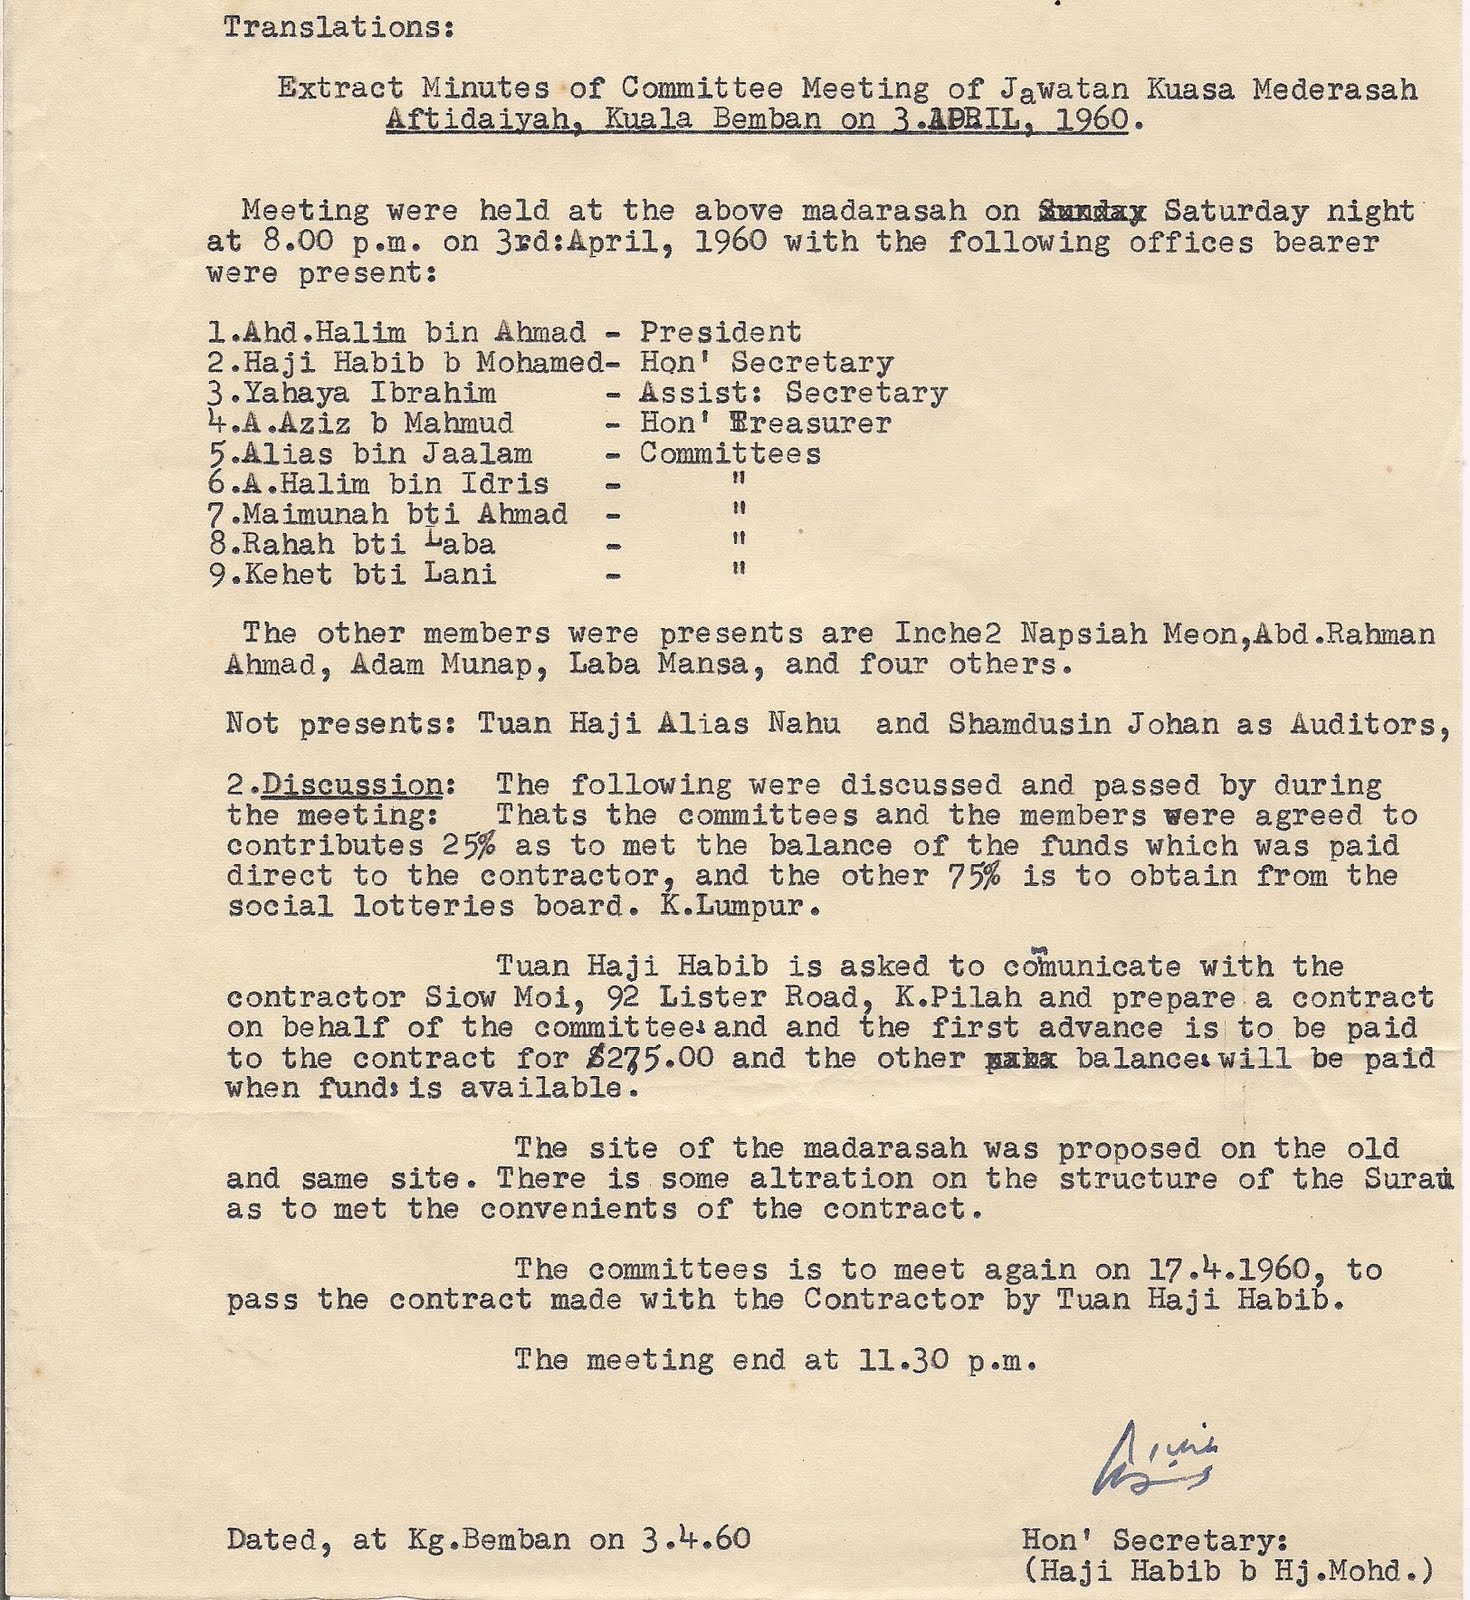 Translations:
Extract Minutes of Committee Meeting of Jawatan Kuasa Mederasah
Aftidaiyah, Kuala Bemban on 3.APRIL, 1960.
Meeting were held at the above madarasah on Sunday Saturday night
at 8.00 p.m. on 3rd:April, 1960 with the following offices bearer
were present:
1.Ahd.Halim bin Ahmad - President
2.Haji Habib b Mohamed- Hon' Secretary
3.Yahaya Ibrahim - Assist: Secretary
4.A.Aziz b Mahmud - Hon' Treasurer
5.Alias bin Jaalam - Committees
6.A.Halim bin Idris - "
7.Maimunah bti Ahmad - "
8.Rahah bti Laba - "
9.Kehet bti Lani - "
The other members were presents are Inche2 Napsiah Meon,Abd.Rahman
Ahmad, Adam Munap, Laba Mansa, and four others.
Not presents: Tuan Haji Alias Nahu and Shamdusin Johan as Auditors,
2.Discussion: The following were discussed and passed by during
the meeting: Thats the committees and the members were agreed to
contributes 25% as to met the balance of the funds which was paid
direct to the contractor, and the other 75% is to obtain from the
social lotteries board. K.Lumpur.
Tuan Haji Habib is asked to communicate with the
contractor Siow Moi, 92 Lister Road, K.Pilah and prepare a contract
on behalf of the committees and and the first advance is to be paid
to the contract for $275.00 and the other balances will be paid
when funds is available.
The site of the madarasah was proposed on the old
and same site. There is some altration on the structure of the Surau
as to met the convenients of the contract.
The committees is to meet again on 17.4.1960, to
pass the contract made with the Contractor by Tuan Haji Habib.
The meeting end at 11.30 p.m.
Dated, at Kg.Bemban on 3.4.60
Hon' Secretary:
(Haji Habib b Hj.Mohd.)